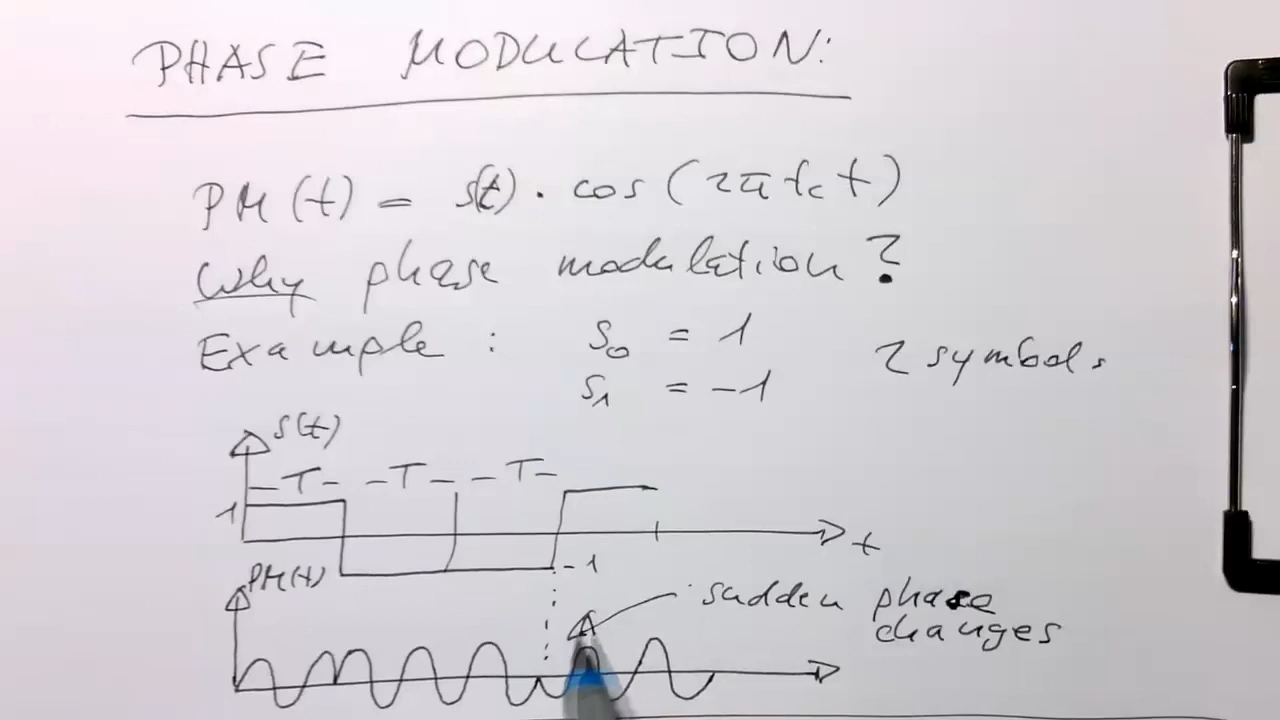 PHASE MODULATION:
PM(t) = s(t) · cos(2π fc t)
Why phase modulation?
Example: S₀ = 1
2 symbols
S₁ = -1
s(t)
-T- -T- -T-
1
t
-1
PM(t)
sudden phase
changes